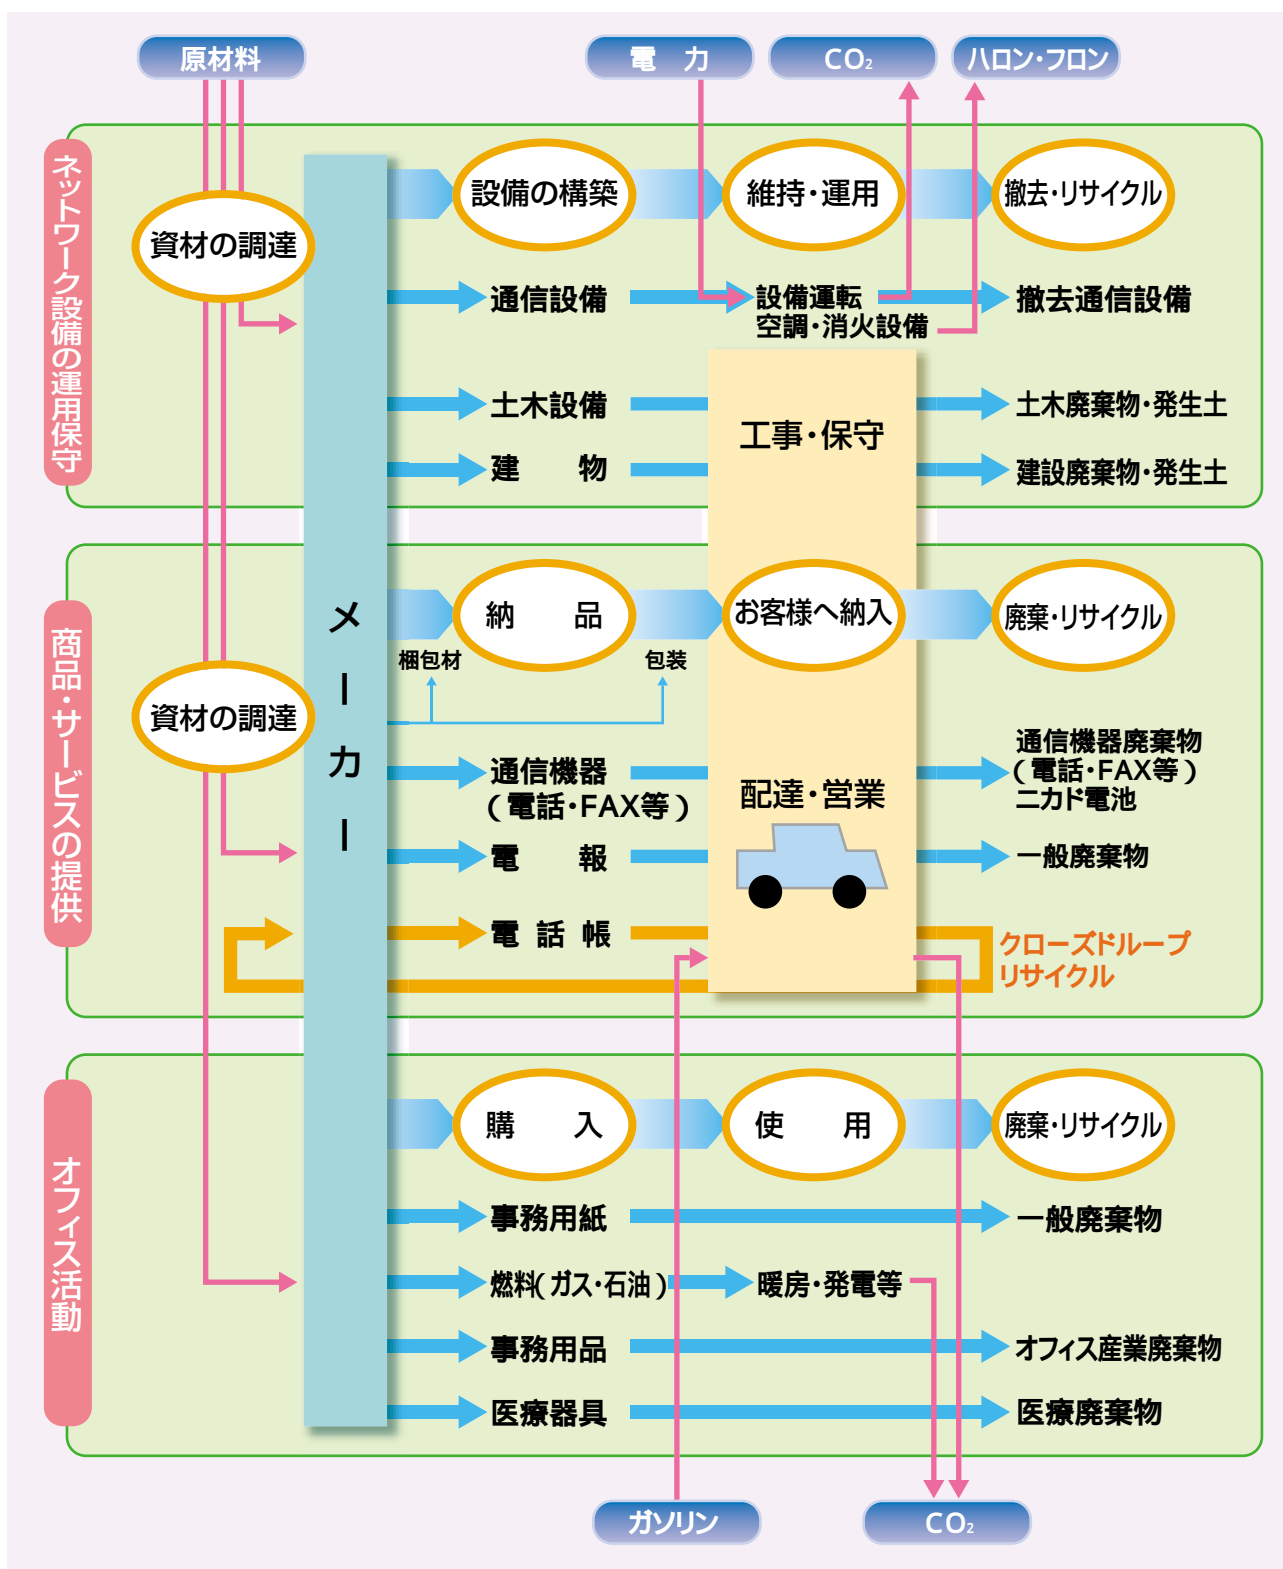 原材料
電　力
CO₂
ハロン・フロン
ネットワーク設備の運用保守
資材の調達
設備の構築
維持・運用
撤去・リサイクル
通信設備
設備運転
空調・消火設備
撤去通信設備
土木設備
工事・保守
土木廃棄物・発生土
建　物
建設廃棄物・発生土
メーカー
商品・サービスの提供
資材の調達
納　品
お客様へ納入
廃棄・リサイクル
梱包材
包装
通信機器
（電話・FAX等）
配達・営業
通信機器廃棄物
（電話・FAX等）
ニカド電池
電　報
一般廃棄物
電 話 帳
クローズドループ
リサイクル
オフィス活動
購　入
使　用
廃棄・リサイクル
事務用紙
一般廃棄物
燃料（ガス・石油）
暖房・発電等
事務用品
オフィス産業廃棄物
医療器具
医療廃棄物
ガソリン
CO₂